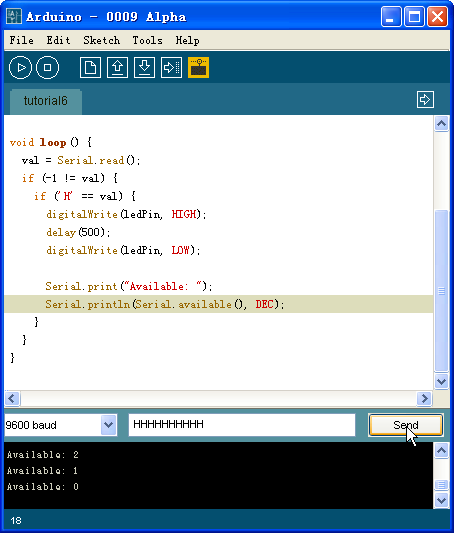 Arduino - 0009 Alpha
File Edit Sketch Tools Help
tutorial6
void loop() {
  val = Serial.read();
  if (-1 != val) {
    if ('H' == val) {
      digitalWrite(ledPin, HIGH);
      delay(500);
      digitalWrite(ledPin, LOW);
      Serial.print("Available: ");
      Serial.println(Serial.available(), DEC);
    }
  }
}
9600 baud HHHHHHHHHH Send
Available: 2
Available: 1
Available: 0
18